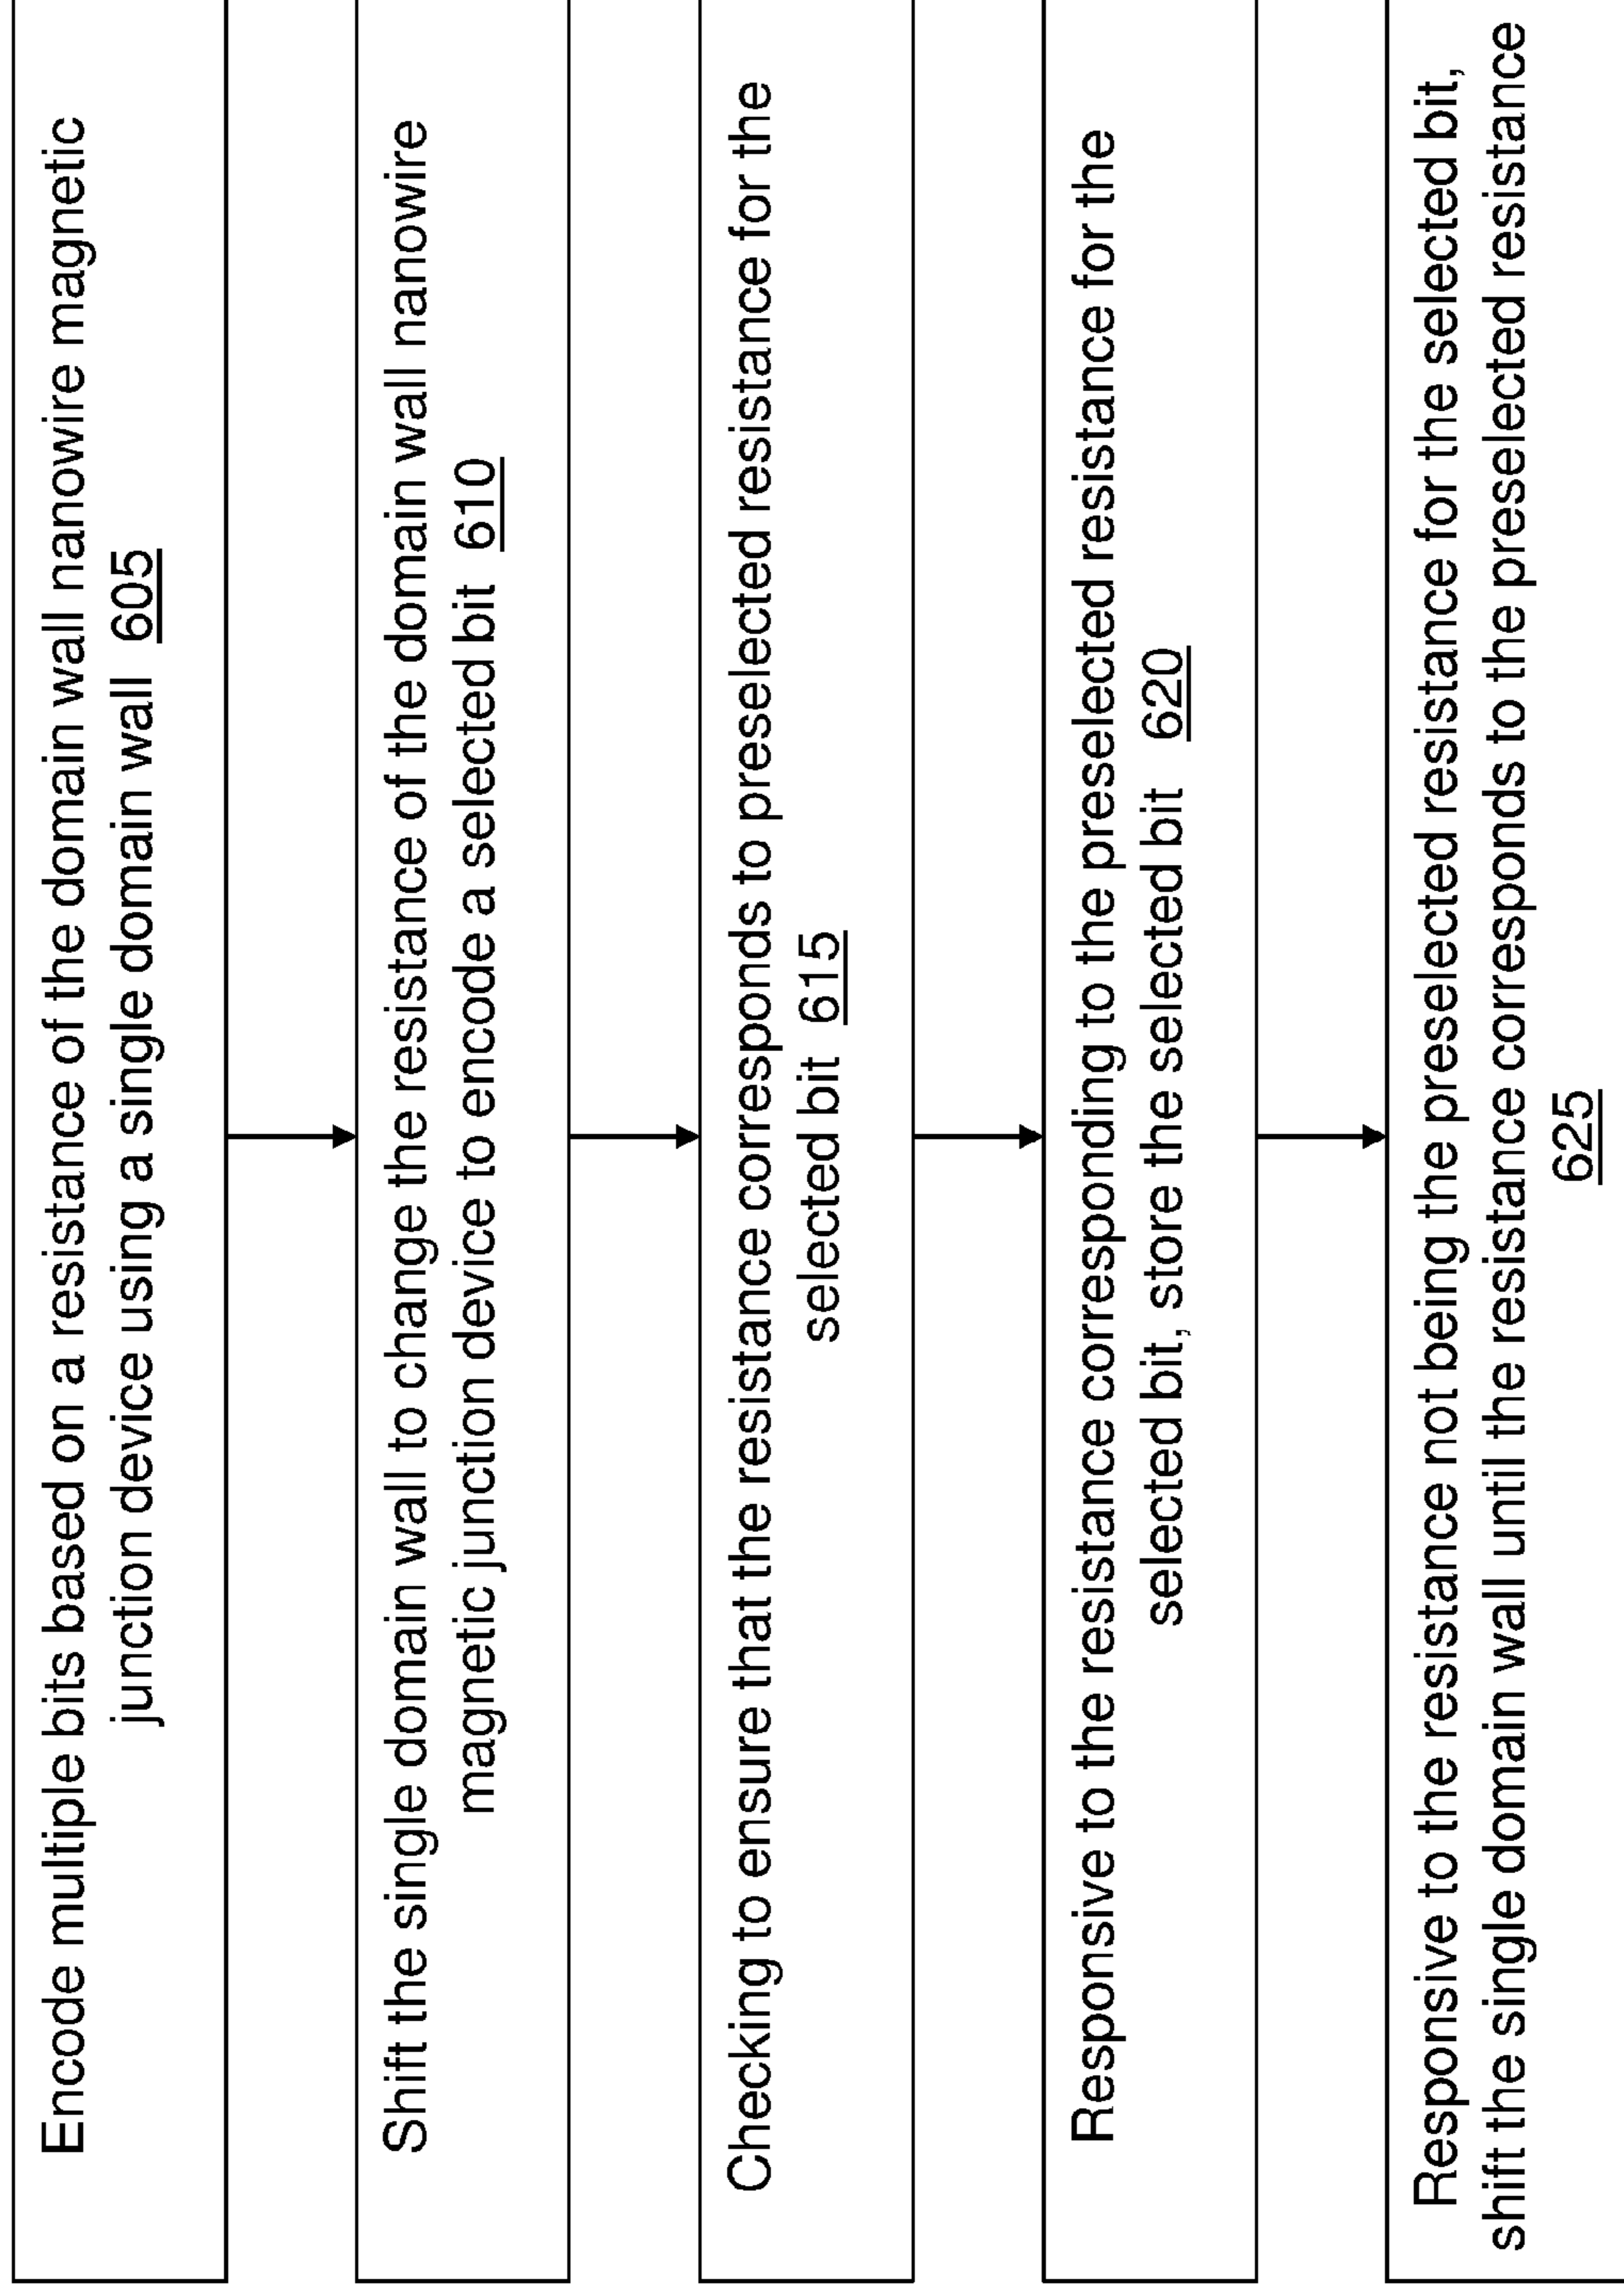 Encode multiple bits based on a resistance of the domain wall nanowire magnetic
junction device using a single domain wall 605
Shift the single domain wall to change the resistance of the domain wall nanowire
magnetic junction device to encode a selected bit 610
Checking to ensure that the resistance corresponds to preselected resistance for the
selected bit 615
Responsive to the resistance corresponding to the preselected resistance for the
selected bit, store the selected bit 620
Responsive to the resistance not being the preselected resistance for the selected bit,
shift the single domain wall until the resistance corresponds to the preselected resistance
625